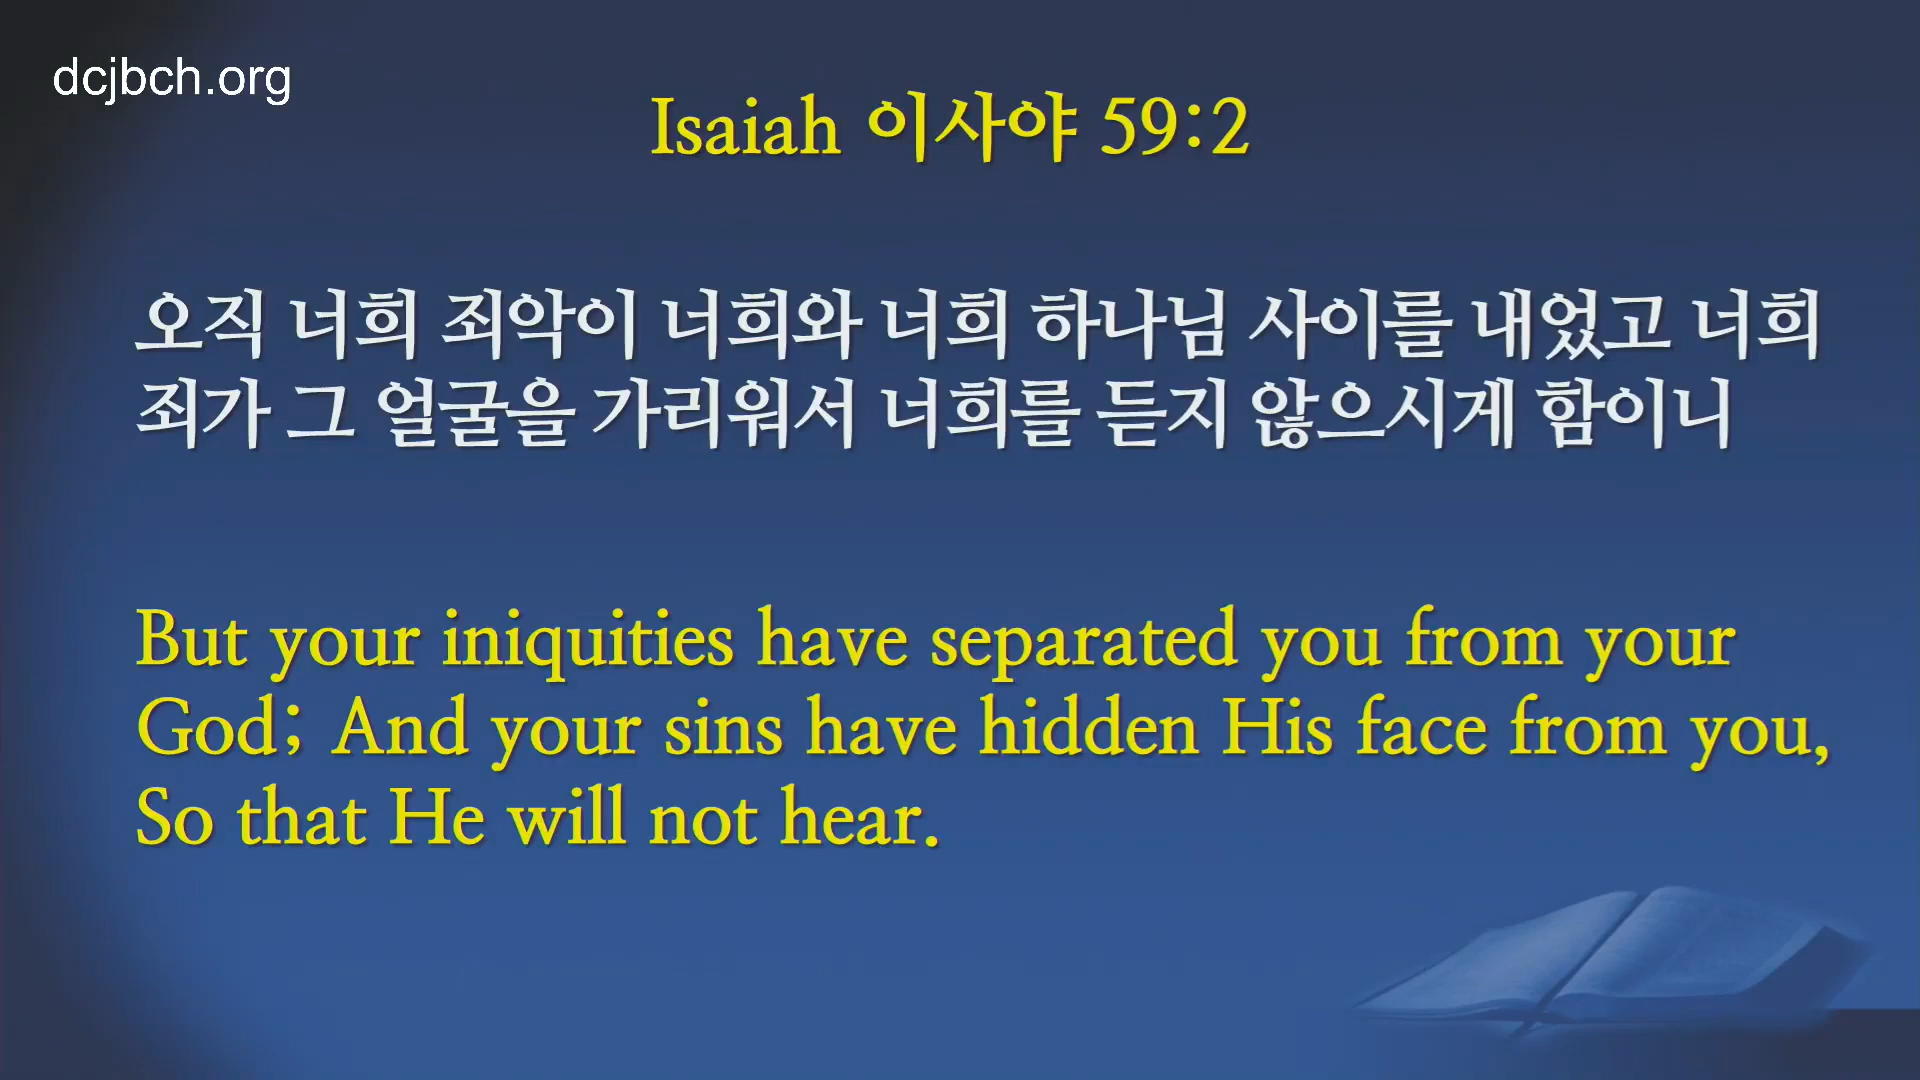 dcjbch.org
Isaiah 이사야 59:2
오직 너희 죄악이 너희와 너희 하나님 사이를 내었고 너희
죄가 그 얼굴을 가리워서 너희를 듣지 않으시게 함이니
But your iniquities have separated you from your
God; And your sins have hidden His face from you,
So that He will not hear.